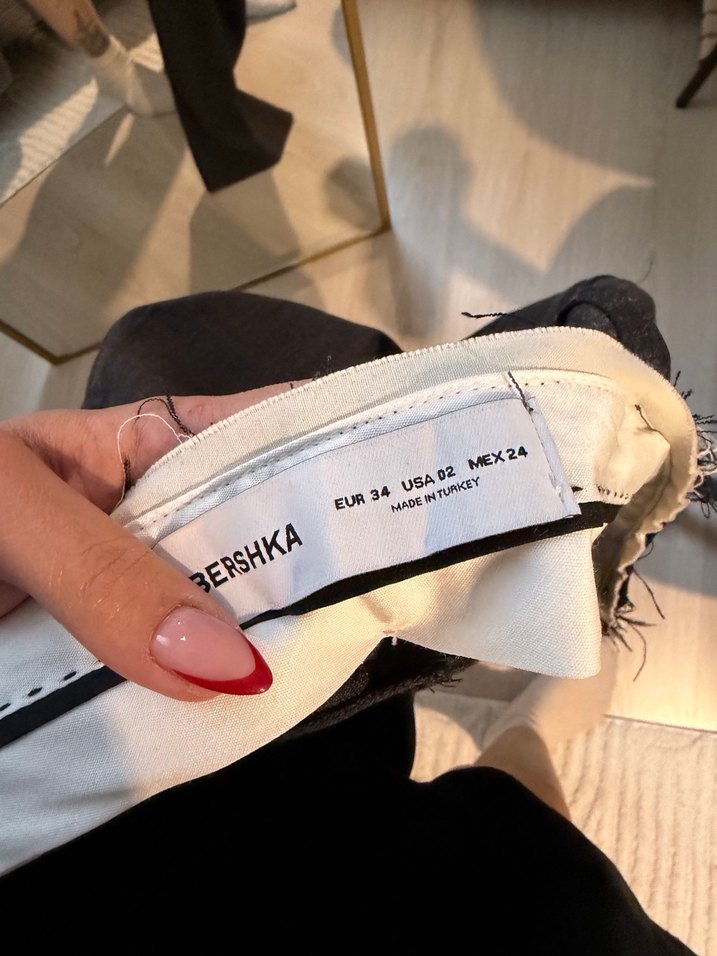 BERSHKA
EUR 34 USA 02 MEX 24
MADE IN TURKEY